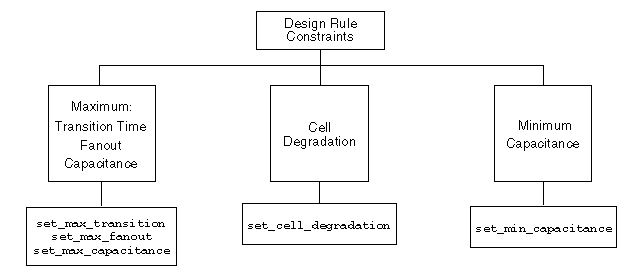 Design Rule
Constraints
Maximum:
Transition Time
Fanout
Capacitance
Cell
Degradation
Minimum
Capacitance
set_max_transition
set_max_fanout
set_max_capacitance
set_cell_degradation
set_min_capacitance